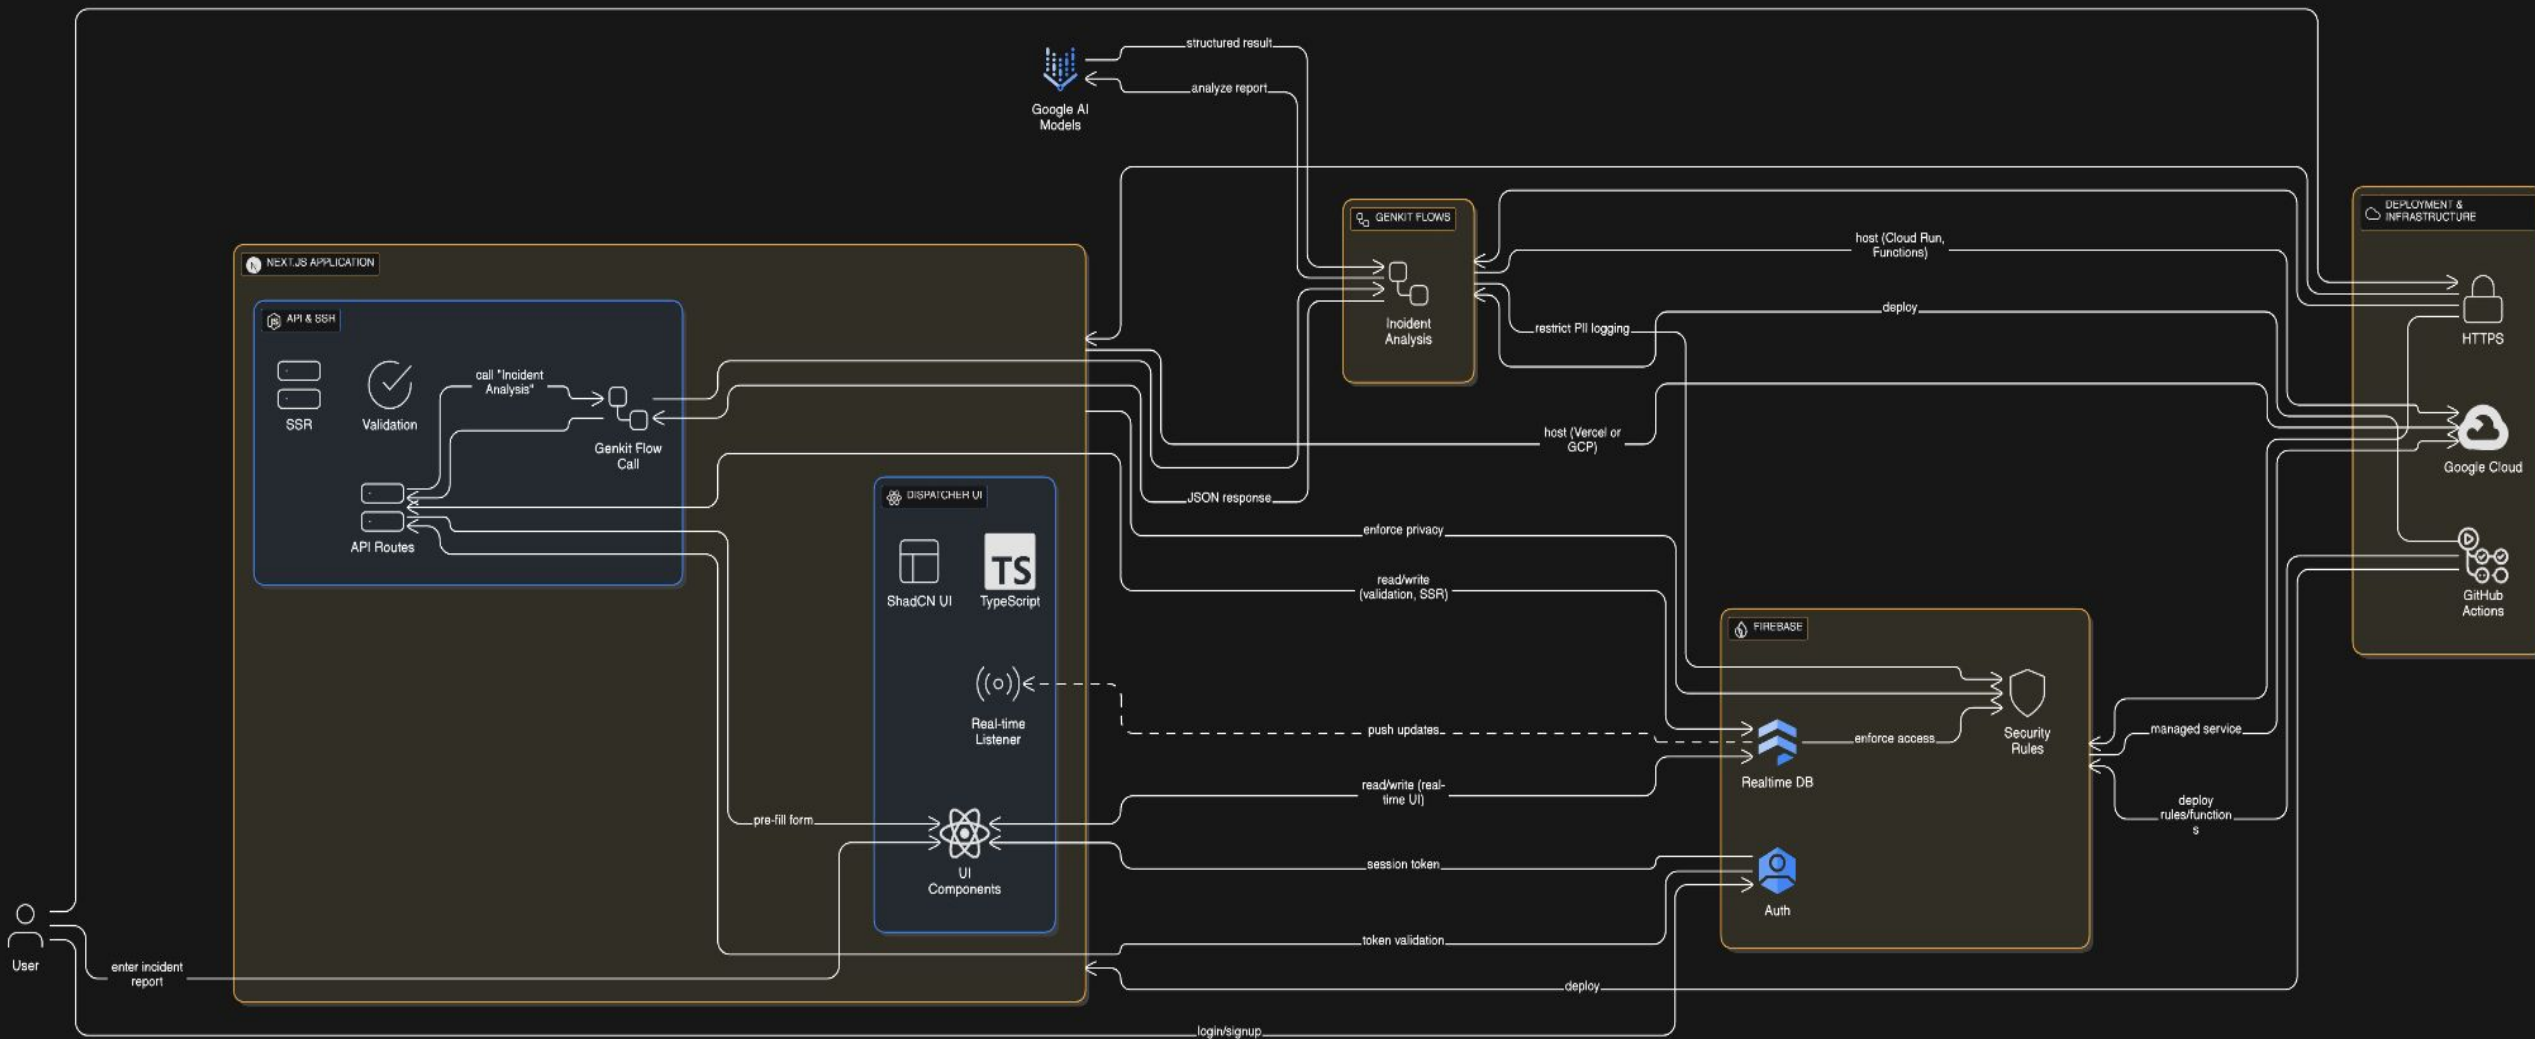 structured result
analyze report
Google AI
Models
GENKIT FLOWS
DEPLOYMENT &
INFRASTRUCTURE
host (Cloud Run,
Functions)
NEXT.JS APPLICATION
API & SSH
deploy
restrict PII logging
Incident
Analysis
HTTPS
call "Incident
Analysis"
SSR
Validation
Genkit Flow
Call
host (Vercel or
GCP)
Google Cloud
DISPATCHER UI
JSON response
API Routes
enforce privacy
TS
ShadCN UI
TypeScript
read/write
(validation, SSR)
GitHub
Actions
FIREBASE
Real-time
Listener
push updates
enforce access
Security
Rules
managed service
Realtime DB
read/write (real-
time UI)
pre-fill form
deploy
rules/function
s
session token
UI
Components
Auth
token validation
User
enter incident
report
deploy
login/signup